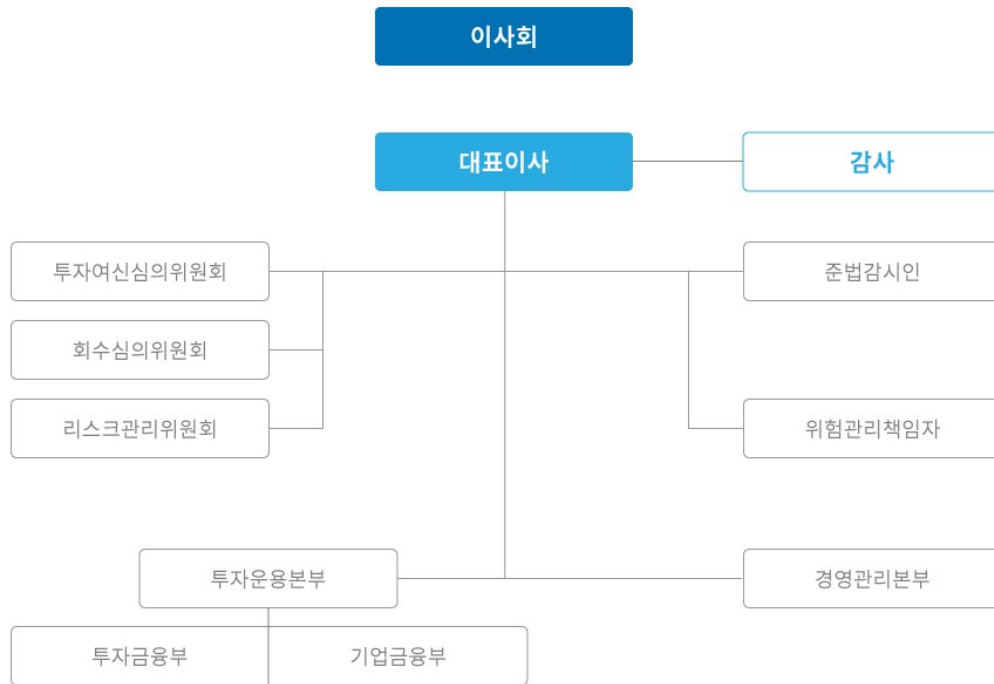 이사회
대표이사
감사
투자여신심의위원회
준법감시인
회수심의위원회
리스크관리위원회
위험관리책임자
투자운용본부
경영관리본부
투자금융부
기업금융부